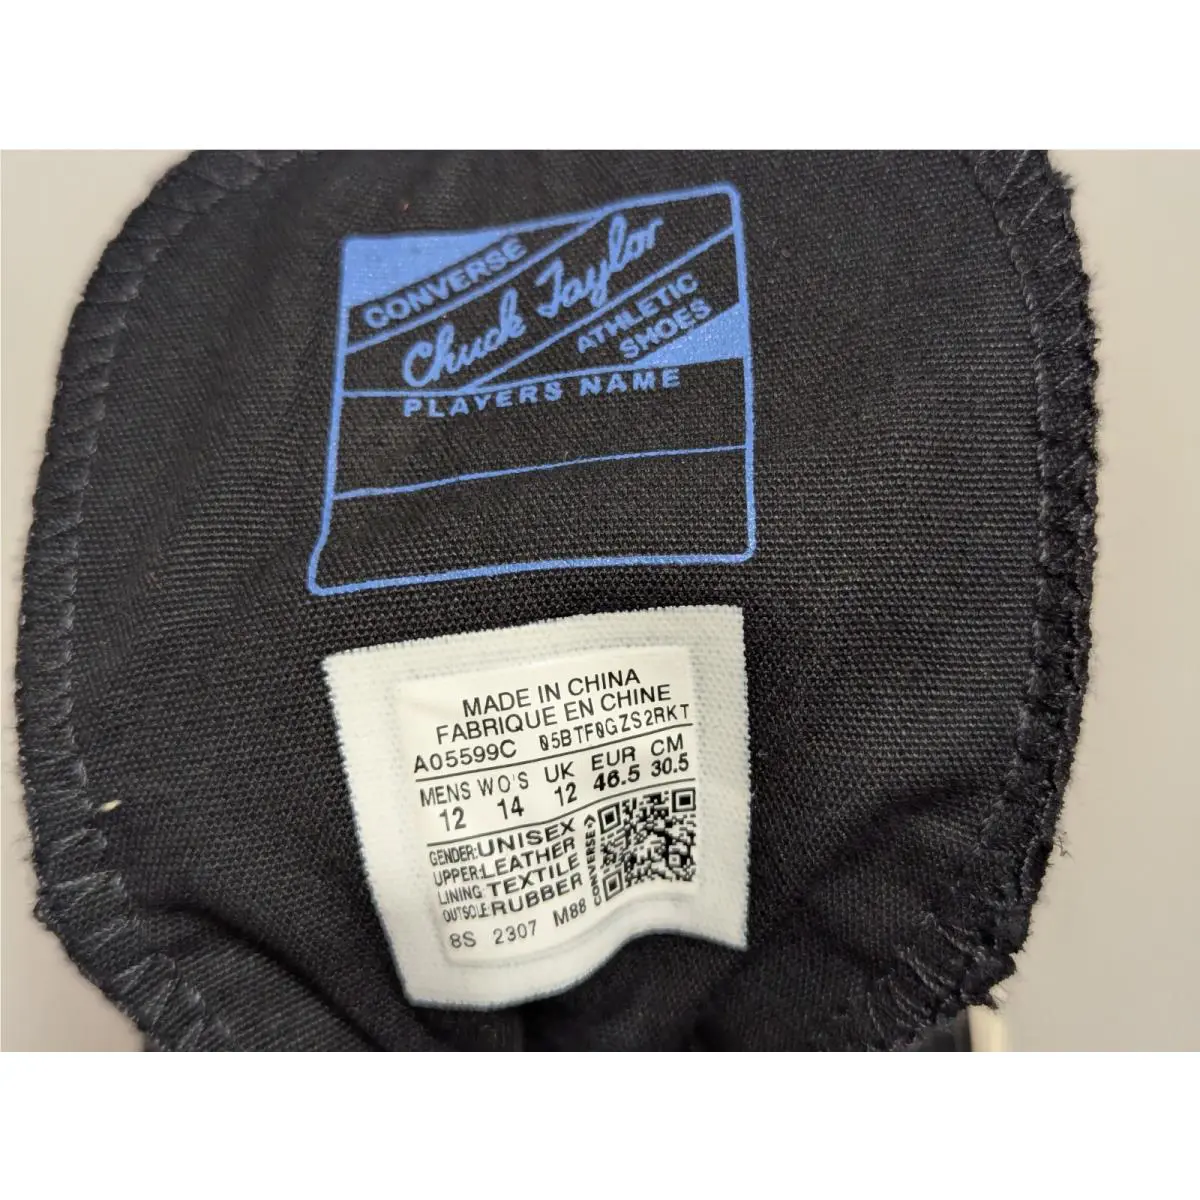 CONVERSE
Chuck Taylor
ATHLETIC
SHOES
PLAYERS NAME
MADE IN CHINA
FABRIQUE EN CHINE
A05599C 05BTF0GZS2RKT
MENS WO'S UK EUR CM
12 14 12 46.5 30.5
GENDER:UNISEX
UPPER:LEATHER
LINING:TEXTILE
OUTSOLE:RUBBER
CONVERSE
8S 2307 M88